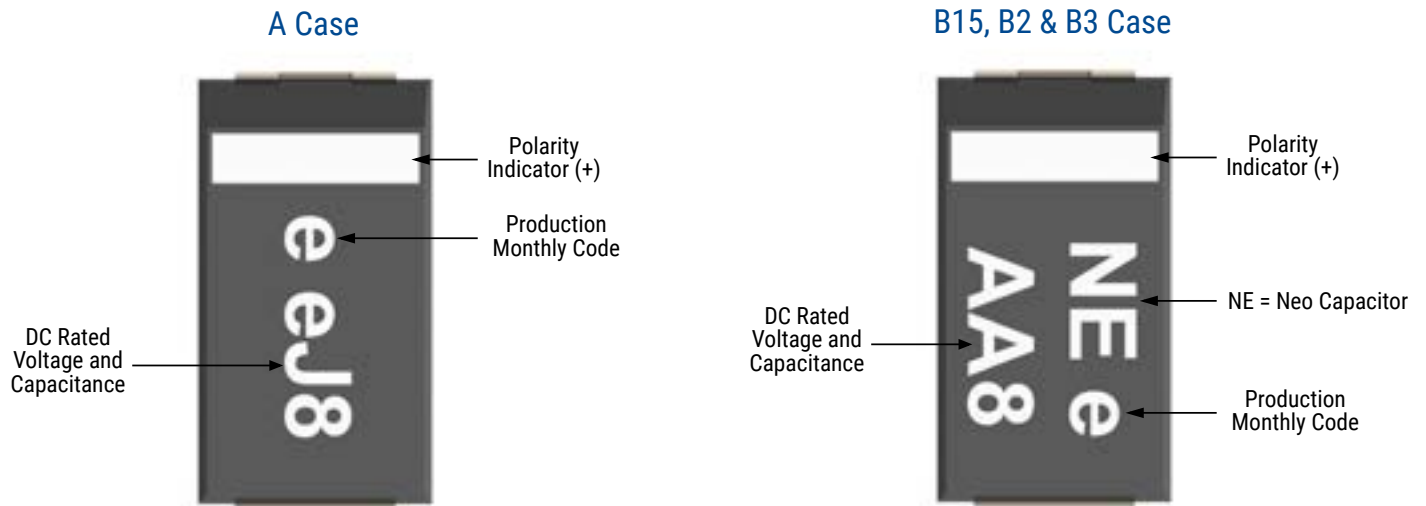 A Case
Polarity
Indicator (+)
Production
Monthly Code
DC Rated
Voltage and
Capacitance
e eJ8
B15, B2 & B3 Case
Polarity
Indicator (+)
NE = Neo Capacitor
DC Rated
Voltage and
Capacitance
Production
Monthly Code
NE e
AA8